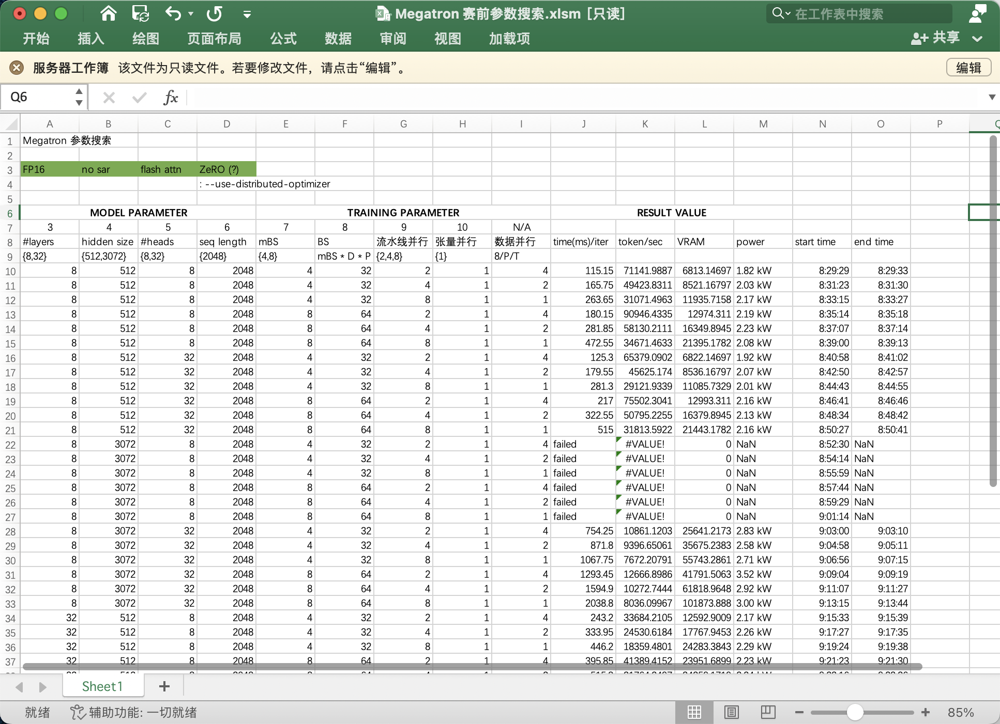 Megatron 赛前参数搜索.xlsm [只读]
在工作表中搜索
开始 插入 绘图 页面布局 公式 数据 审阅 视图 加载项 共享
服务器工作簿 该文件为只读文件。若要修改文件，请点击“编辑”。 编辑
Q6 fx
A B C D E F G H I J K L M N O P Q
1 Megatron 参数搜索
2
3 FP16 no sar flash attn ZeRO (?)
4 : --use-distributed-optimizer
5
6 MODEL PARAMETER TRAINING PARAMETER RESULT VALUE
7 3 4 5 6 7 8 9 10 N/A
8 #layers hidden size #heads seq length mBS BS 流水线并行 张量并行 数据并行 time(ms)/iter token/sec VRAM power start time end time
9 {8,32} {512,3072} {8,32} {2048} {4,8} mBS * D * P {2,4,8} {1} 8/P/T
10 8 512 8 2048 4 32 2 1 4 115.15 71141.9887 6813.14697 1.82 kW 8:29:29 8:29:33
11 8 512 8 2048 4 32 4 1 2 165.75 49423.8311 8521.16797 2.03 kW 8:31:23 8:31:30
12 8 512 8 2048 4 32 8 1 1 263.65 31071.4963 11935.7158 2.17 kW 8:33:15 8:33:27
13 8 512 8 2048 8 64 2 1 4 180.15 90946.4335 12974.311 2.19 kW 8:35:14 8:35:18
14 8 512 8 2048 8 64 4 1 2 281.85 58130.2111 16349.8945 2.23 kW 8:37:07 8:37:14
15 8 512 8 2048 8 64 8 1 1 472.55 34671.4633 21395.1782 2.08 kW 8:39:00 8:39:13
16 8 512 32 2048 4 32 2 1 4 125.3 65379.0902 6822.14697 1.92 kW 8:40:58 8:41:02
17 8 512 32 2048 4 32 4 1 2 179.55 45625.174 8536.16797 2.07 kW 8:42:50 8:42:57
18 8 512 32 2048 4 32 8 1 1 281.3 29121.9339 11085.7329 2.01 kW 8:44:43 8:44:55
19 8 512 32 2048 8 64 2 1 4 217 75502.3041 12993.311 2.16 kW 8:46:41 8:46:46
20 8 512 32 2048 8 64 4 1 2 322.55 50795.2255 16379.8945 2.13 kW 8:48:34 8:48:42
21 8 512 32 2048 8 64 8 1 1 515 31813.5922 21443.1782 2.16 kW 8:50:27 8:50:41
22 8 3072 8 2048 4 32 2 1 4 failed #VALUE! 0 NaN 8:52:30 NaN
23 8 3072 8 2048 4 32 4 1 2 failed #VALUE! 0 NaN 8:54:14 NaN
24 8 3072 8 2048 4 32 8 1 1 failed #VALUE! 0 NaN 8:55:59 NaN
25 8 3072 8 2048 8 64 2 1 4 failed #VALUE! 0 NaN 8:57:44 NaN
26 8 3072 8 2048 8 64 4 1 2 failed #VALUE! 0 NaN 8:59:29 NaN
27 8 3072 8 2048 8 64 8 1 1 failed #VALUE! 0 NaN 9:01:14 NaN
28 8 3072 32 2048 4 32 2 1 4 754.25 10861.1203 25641.2173 2.83 kW 9:03:00 9:03:10
29 8 3072 32 2048 4 32 4 1 2 871.8 9396.65061 35675.2383 2.58 kW 9:04:58 9:05:11
30 8 3072 32 2048 4 32 8 1 1 1067.75 7672.20791 55743.2861 2.71 kW 9:06:56 9:07:15
31 8 3072 32 2048 8 64 2 1 4 1293.45 12666.8986 41791.5063 3.52 kW 9:09:04 9:09:19
32 8 3072 32 2048 8 64 4 1 2 1594.9 10272.7444 61818.9648 2.92 kW 9:11:07 9:11:27
33 8 3072 32 2048 8 64 8 1 1 2038.8 8036.09967 101873.888 3.00 kW 9:13:15 9:13:44
34 32 512 8 2048 4 32 2 1 4 243.2 33684.2105 12592.9009 2.17 kW 9:15:33 9:15:39
35 32 512 8 2048 4 32 4 1 2 333.95 24530.6184 17767.9453 2.26 kW 9:17:27 9:17:35
36 32 512 8 2048 4 32 8 1 1 446.2 18359.4801 24283.3843 2.29 kW 9:19:24 9:19:38
37 32 512 8 2048 8 64 2 1 4 395.85 41389.4152 23951.6899 2.23 kW 9:21:23 9:21:30
Sheet1
就绪 辅助功能: 一切就绪 85%